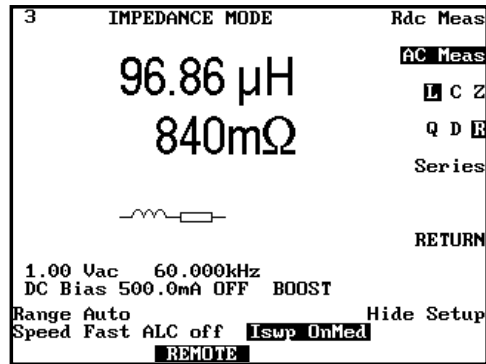 3 IMPEDANCE MODE Rdc Meas
AC Meas
96.86 µH
L C Z
840mΩ
Q D R
Series
RETURN
1.00 Vac 60.000kHz
DC Bias 500.0mA OFF BOOST
Range Auto Hide Setup
Speed Fast ALC off Iswp OnMed
REMOTE